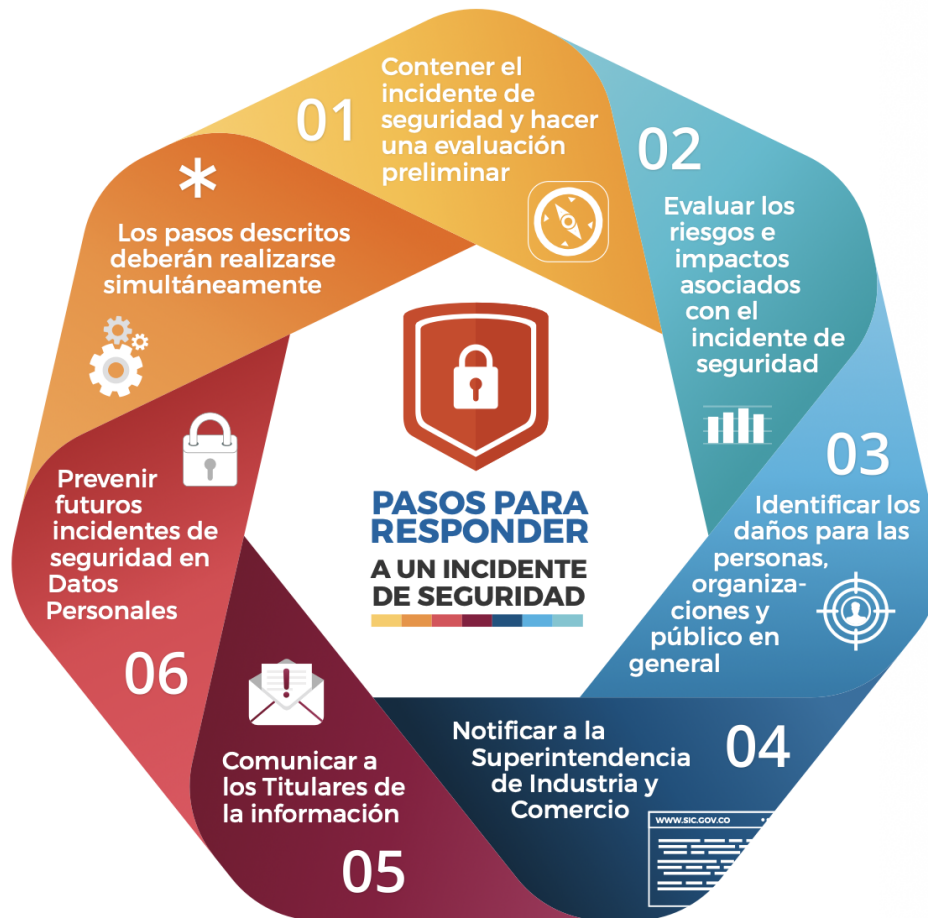 01
Contener el
incidente de
seguridad y hacer
una evaluación
preliminar
02
Evaluar los
riesgos e
impactos
asociados
con el
incidente de
seguridad
03
Identificar los
daños para las
personas,
organiza-
ciones y
público en
general
04
Notificar a la
Superintendencia
de Industria y
Comercio
WWW.SIC.GOV.CO
05
Comunicar a
los Titulares de
la información
06
Prevenir
futuros
incidentes de
seguridad en
Datos
Personales
*
Los pasos descritos
deberán realizarse
simultáneamente
PASOS PARA
RESPONDER
A UN INCIDENTE
DE SEGURIDAD